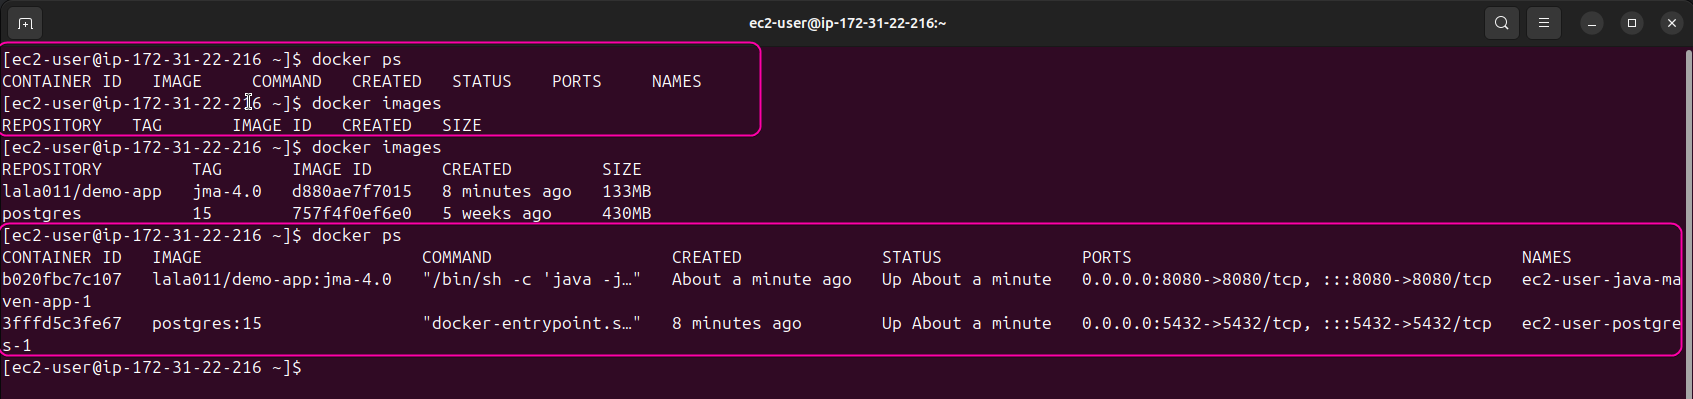 ec2-user@ip-172-31-22-216:~
[ec2-user@ip-172-31-22-216 ~]$ docker ps
CONTAINER ID   IMAGE     COMMAND   CREATED   STATUS    PORTS     NAMES
[ec2-user@ip-172-31-22-216 ~]$ docker images
REPOSITORY   TAG       IMAGE ID   CREATED   SIZE
[ec2-user@ip-172-31-22-216 ~]$ docker images
REPOSITORY         TAG       IMAGE ID       CREATED         SIZE
lala011/demo-app   jma-4.0   d880ae7f7015   8 minutes ago   133MB
postgres           15        757f4f0ef6e0   5 weeks ago     430MB
[ec2-user@ip-172-31-22-216 ~]$ docker ps
CONTAINER ID   IMAGE                      COMMAND                  CREATED              STATUS              PORTS                                       NAMES
b020fbc7c107   lala011/demo-app:jma-4.0   "/bin/sh -c 'java -j…"   About a minute ago   Up About a minute   0.0.0.0:8080->8080/tcp, :::8080->8080/tcp   ec2-user-java-ma
ven-app-1
3fffd5c3fe67   postgres:15                "docker-entrypoint.s…"   8 minutes ago        Up About a minute   0.0.0.0:5432->5432/tcp, :::5432->5432/tcp   ec2-user-postgre
s-1
[ec2-user@ip-172-31-22-216 ~]$